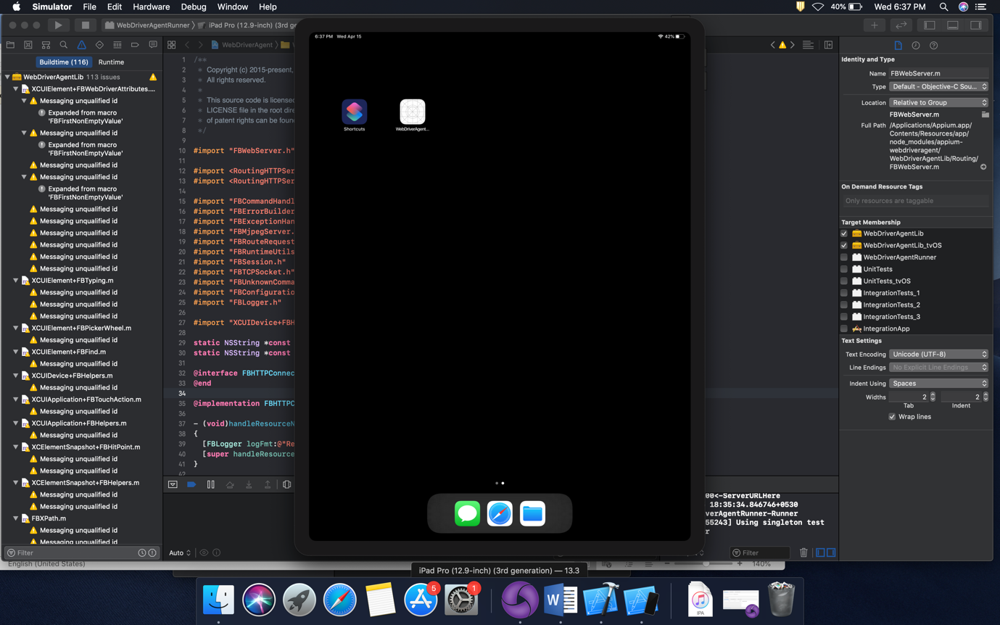 Simulator File Edit Hardware Debug Window Help
40% Wed 6:37 PM
WebDriverAgentRunner iPad Pro (12.9-inch) (3rd ge
Buildtime (116) Runtime
WebDriverAgentLib 113 issues
XCUIElement+FBWebDriverAttributes....
Messaging unqualified id
Expanded from macro
'FBFirstNonEmptyValue'
Messaging unqualified id
Expanded from macro
'FBFirstNonEmptyValue'
Messaging unqualified id
Messaging unqualified id
Expanded from macro
'FBFirstNonEmptyValue'
Messaging unqualified id
Messaging unqualified id
Messaging unqualified id
Messaging unqualified id
Messaging unqualified id
Messaging unqualified id
XCUIElement+FBTyping.m
Messaging unqualified id
Messaging unqualified id
Messaging unqualified id
XCUIElement+FBPickerWheel.m
Messaging unqualified id
XCUIElement+FBFind.m
Messaging unqualified id
XCUIDevice+FBHelpers.m
Messaging unqualified id
XCUIApplication+FBTouchAction.m
Messaging unqualified id
XCUIApplication+FBHelpers.m
Messaging unqualified id
XCElementSnapshot+FBHitPoint.m
Messaging unqualified id
Messaging unqualified id
XCElementSnapshot+FBHelpers.m
Messaging unqualified id
Messaging unqualified id
FBXPath.m
Messaging unqualified id
Messaging unqualified id
Filter
English (United States)
WebDriverAgent
1 /**
2 * Copyright (c) 2015-present,
3 * All rights reserved.
4 *
5 * This source code is licensed
6 * LICENSE file in the root dire
7 * of patent rights can be found
8 */
9
10 #import "FBWebServer.h"
11
12 #import <RoutingHTTPSer
13 #import <RoutingHTTPSer
14
15 #import "FBCommandHandl
16 #import "FBErrorBuilder
17 #import "FBExceptionHan
18 #import "FBMjpegServer.
19 #import "FBRouteRequest
20 #import "FBRuntimeUtils
21 #import "FBSession.h"
22 #import "FBTCPSocket.h"
23 #import "FBUnknownComma
24 #import "FBConfiguratio
25 #import "FBLogger.h"
26
27 #import "XCUIDevice+FBH
28
29 static NSString *const
30 static NSString *const
31
32 @interface FBHTTPConnec
33 @end
34
35 @implementation FBHTTPC
36
37 - (void)handleResourceN
38 {
39 [FBLogger logFmt:@"Re
40 [super handleResource
41 }
42
Auto
6:37 PM Wed Apr 15
42%
Shortcuts
WebDriverAgent...
iPad Pro (12.9-inch) (3rd generation) — 13.3
00<-ServerURLHere
18:35:34.846746+0530
verAgentRunner-Runner
55243] Using singleton test
r
Filter
140%
Identity and Type
Name FBWebServer.m
Type Default - Objective-C Sou...
Location Relative to Group
FBWebServer.m
Full Path /Applications/Appium.app/
Contents/Resources/app/
node_modules/appium-
webdriveragent/
WebDriverAgentLib/Routing/
FBWebServer.m
On Demand Resource Tags
Only resources are taggable
Target Membership
WebDriverAgentLib
WebDriverAgentLib_tvOS
WebDriverAgentRunner
UnitTests
UnitTests_tvOS
IntegrationTests_1
IntegrationTests_2
IntegrationTests_3
IntegrationApp
Text Settings
Text Encoding Unicode (UTF-8)
Line Endings No Explicit Line Endings
Indent Using Spaces
Widths 2 2
Tab Indent
Wrap lines
5
1
W
IPA